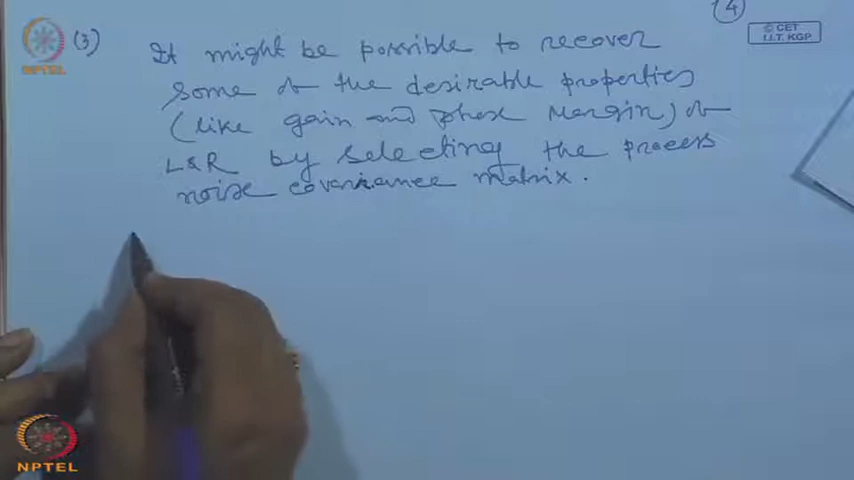 (4)
© CET
I.I.T. KGP
NPTEL
(3) It might be possible to recover
some of the desirable properties
(like gain and phase Margin) of
LQR by selecting the process
noise covariance matrix.
NPTEL